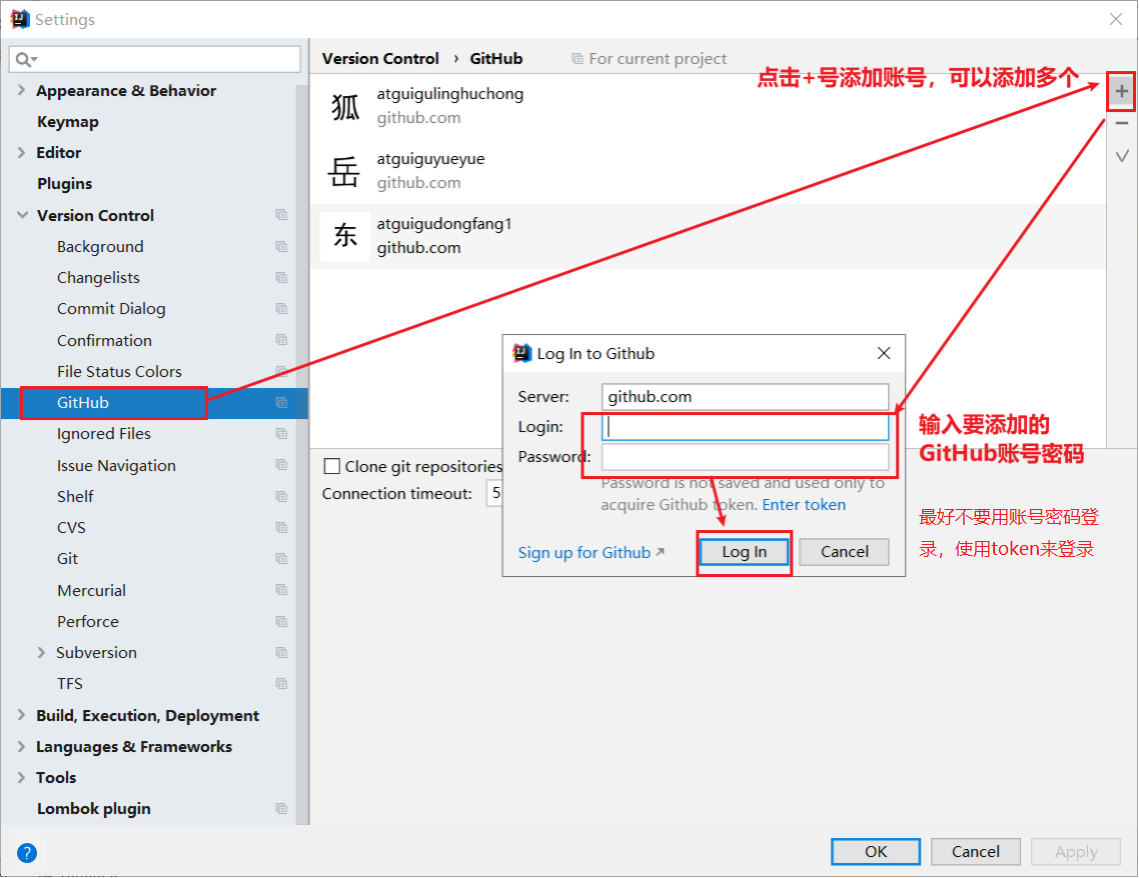 Settings
Version Control › GitHub For current project
点击+号添加账号，可以添加多个
Appearance & Behavior
Keymap
Editor
Plugins
Version Control
Background
Changelists
Commit Dialog
Confirmation
File Status Colors
GitHub
Ignored Files
Issue Navigation
Shelf
CVS
Git
Mercurial
Perforce
Subversion
TFS
Build, Execution, Deployment
Languages & Frameworks
Tools
Lombok plugin
狐
atguigulinghuchong
github.com
岳
atguiguyueyue
github.com
东
atguigudongfang1
github.com
Clone git repositories
Connection timeout: 5
Log In to Github
Server: github.com
Login:
Password:
Password is not saved and used only to
acquire Github token. Enter token
Sign up for Github
Log In
Cancel
输入要添加的
GitHub账号密码
最好不要用账号密码登
录，使用token来登录
?
OK
Cancel
Apply